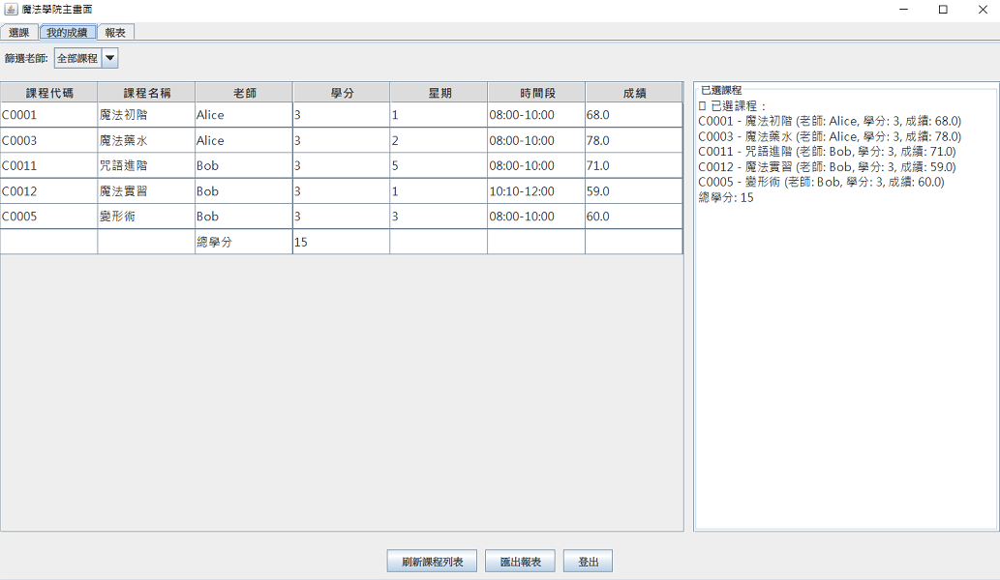 魔法學院主畫面
選課 我的成績 報表
篩選老師: 全部課程
課程代碼 課程名稱 老師 學分 星期 時間段 成績
C0001 魔法初階 Alice 3 1 08:00-10:00 68.0
C0003 魔法藥水 Alice 3 2 08:00-10:00 78.0
C0011 咒語進階 Bob 3 5 08:00-10:00 71.0
C0012 魔法實習 Bob 3 1 10:10-12:00 59.0
C0005 變形術 Bob 3 3 08:00-10:00 60.0
總學分 15
已選課程
已選課程：
C0001 - 魔法初階 (老師: Alice, 學分: 3, 成績: 68.0)
C0003 - 魔法藥水 (老師: Alice, 學分: 3, 成績: 78.0)
C0011 - 咒語進階 (老師: Bob, 學分: 3, 成績: 71.0)
C0012 - 魔法實習 (老師: Bob, 學分: 3, 成績: 59.0)
C0005 - 變形術 (老師: Bob, 學分: 3, 成績: 60.0)
總學分: 15
刷新課程列表 匯出報表 登出